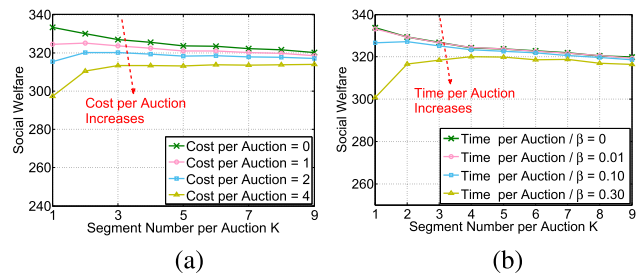 340
320
300
280
260
240
Social Welfare
Cost per Auction
Increases
Cost per Auction = 0
Cost per Auction = 1
Cost per Auction = 2
Cost per Auction = 4
1 3 5 7 9
Segment Number per Auction K
(a)
340
320
300
280
260
Social Welfare
Time per Auction
Increases
Time per Auction / β = 0
Time per Auction / β = 0.01
Time per Auction / β = 0.10
Time per Auction / β = 0.30
1 2 3 4 5 6 7 8 9
Segment Number per Auction K
(b)